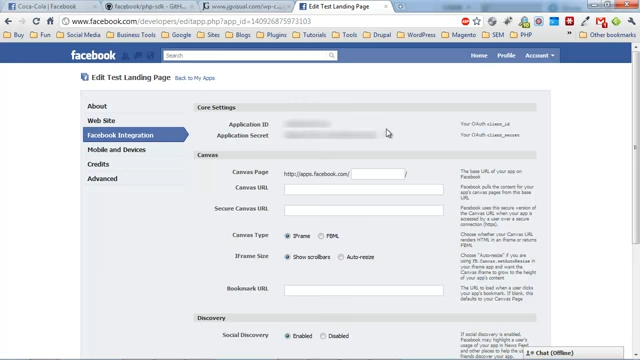 Coca-Cola
facebook/php-sdk · GitH
www.jgvisual.com/wp-c
Edit Test Landing Page
www.facebook.com/developers/editapp.php?app_id=140926875973103
Fun
Social Media
Business Tools
Design
Blogging
Plugins
Tutorials
Tools
Drupal
WordPress
Magento
SEM
PHP
Other bookmarks
facebook
Search
Home
Profile
Account
Edit Test Landing Page
Back to My Apps
About
Web Site
Facebook Integration
Mobile and Devices
Credits
Advanced
Core Settings
Application ID
Your OAuth client_id
Application Secret
Your OAuth client_secret
Canvas
Canvas Page
http://apps.facebook.com/
/
The base URL of your app on
Facebook
Canvas URL
Facebook pulls the content for your
app's canvas pages from this base
URL
Secure Canvas URL
Facebook uses this secure version
of the Canvas URL when your app is
accessed by a user over a secure
connection (https).
Canvas Type
IFrame
FBML
Choose whether your Canvas URL
renders HTML in an iframe or returns
FBML
IFrame Size
Show scrollbars
Auto-resize
Choose "Auto-resize" if you are
using
in
your iframe app and want the
Canvas iframe to grow to the height
of your app's content
Bookmark URL
The URL to load when a user clicks
your app's bookmark. If blank, this
defaults to your Canvas Page
Discovery
Social Discovery
Enabled
Disabled
If social discovery is enabled,
Facebook may highlight a user's
usage of your app in News Feed
and other places to help the user's
friends discover your app.
Chat (Offline)